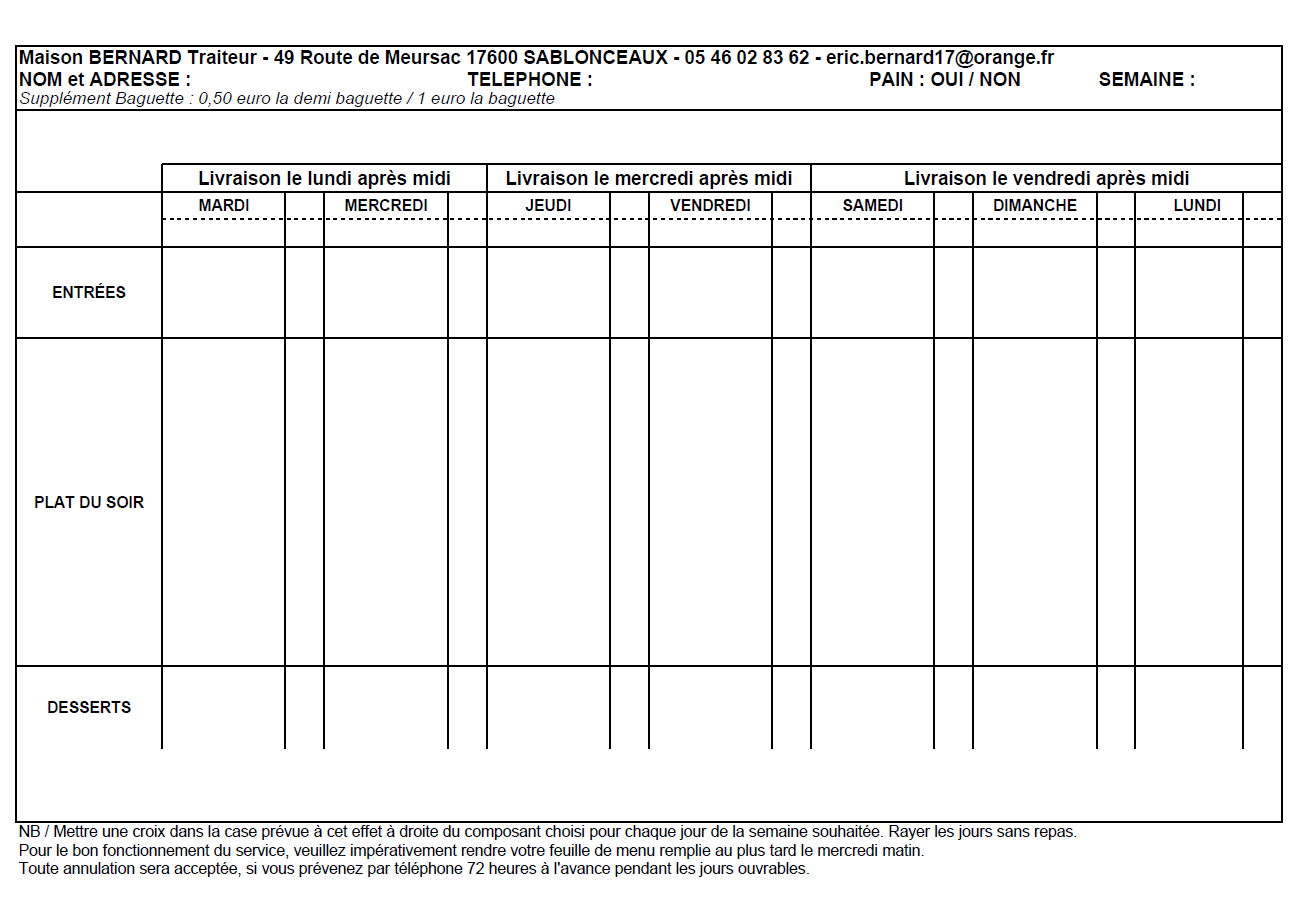 Maison BERNARD Traiteur - 49 Route de Meursac 17600 SABLONCEAUX - 05 46 02 83 62 - eric.bernard17@orange.fr
NOM et ADRESSE : TELEPHONE : PAIN : OUI / NON SEMAINE :
Supplément Baguette : 0,50 euro la demi baguette / 1 euro la baguette
Livraison le lundi après midi Livraison le mercredi après midi Livraison le vendredi après midi
MARDI MERCREDI JEUDI VENDREDI SAMEDI DIMANCHE LUNDI
ENTRÉES
PLAT DU SOIR
DESSERTS
NB / Mettre une croix dans la case prévue à cet effet à droite du composant choisi pour chaque jour de la semaine souhaitée. Rayer les jours sans repas.
Pour le bon fonctionnement du service, veuillez impérativement rendre votre feuille de menu remplie au plus tard le mercredi matin.
Toute annulation sera acceptée, si vous prévenez par téléphone 72 heures à l'avance pendant les jours ouvrables.